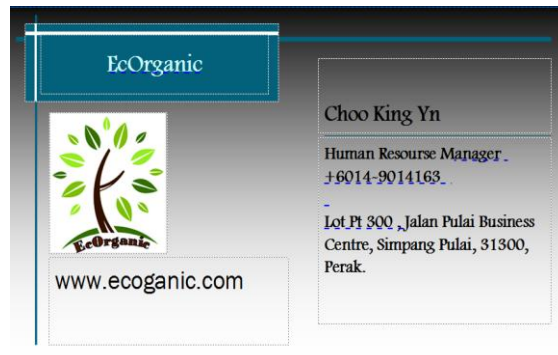 EcOrganic
EcOrganic
www.ecoganic.com
Choo King Yn
Human Resourse Manager
+6014-9014163
Lot Pt 300 , Jalan Pulai Business
Centre, Simpang Pulai, 31300,
Perak.